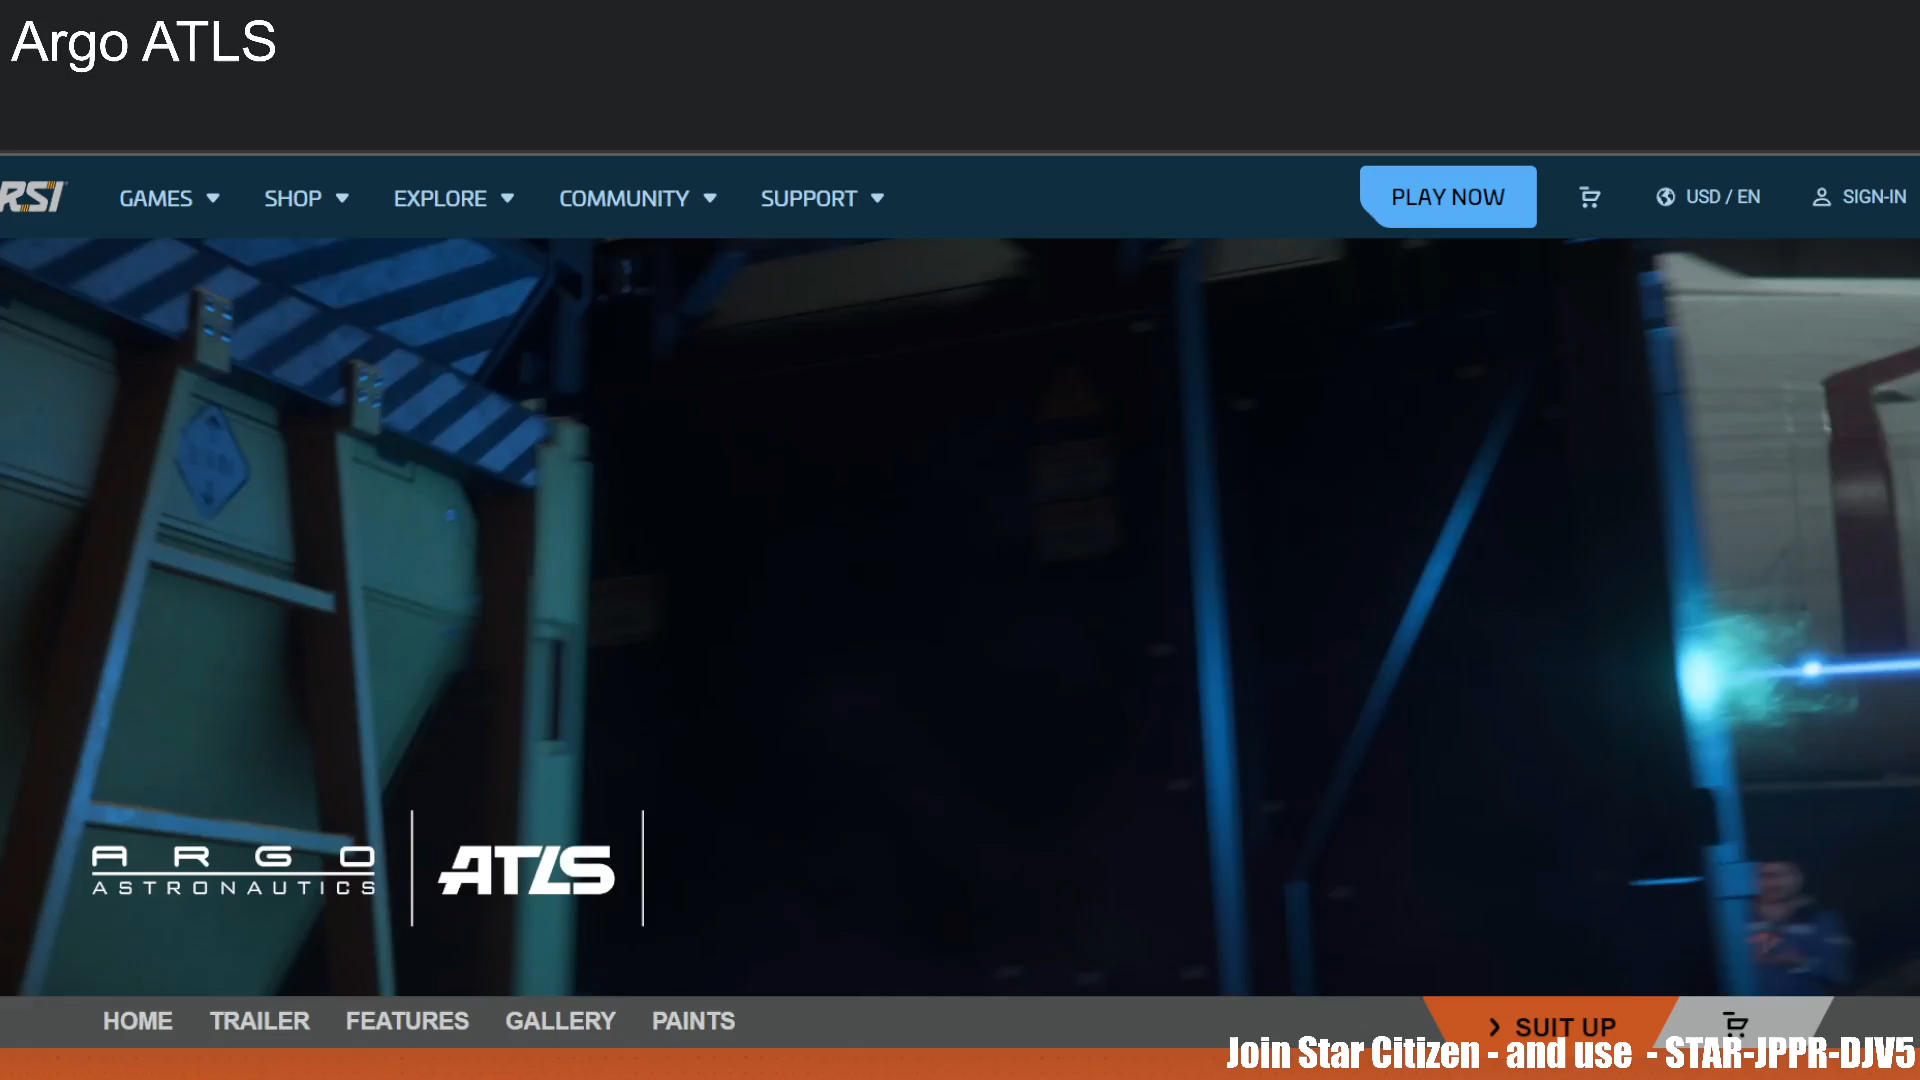 Argo ATLS
RSI
GAMES SHOP EXPLORE COMMUNITY SUPPORT PLAY NOW USD / EN SIGN-IN
ARGO
ASTRONAUTICS
ATLS
HOME TRAILER FEATURES GALLERY PAINTS SUIT UP
Join Star Citizen - and use - STAR-JPPR-DJV5